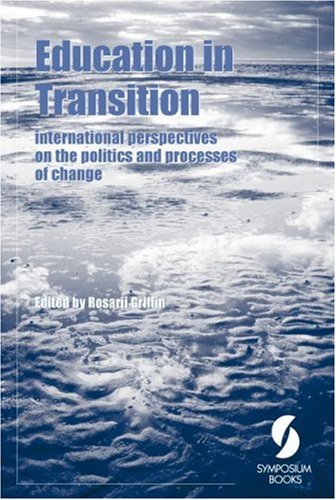 Education in
Transition
international perspectives
on the politics and processes
of change
Edited by Rosarii Griffin
SYMPOSIUM
BOOKS